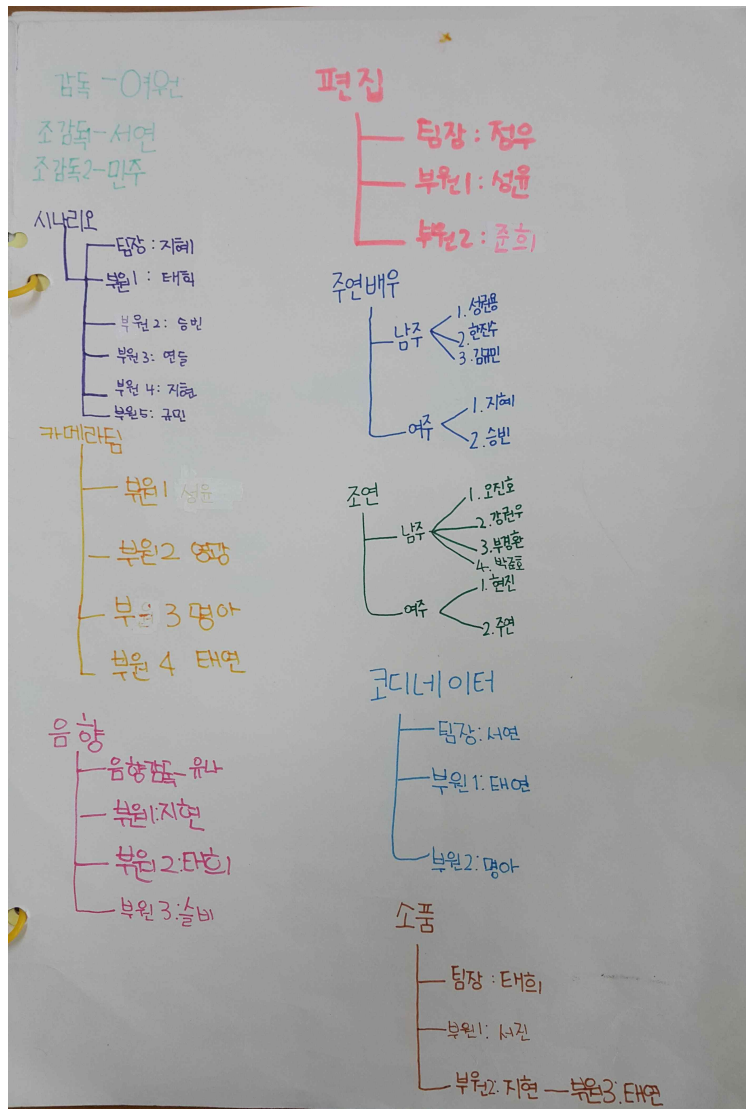 감독 - 여원
조감독-서연
조감독2-민주
시나리오
팀장 : 지혜
부원1 : 태희
부원2 : 승빈
부원3 : 연슬
부원 4 : 지현
부원5 : 규민
카메라팀
부원1 성윤
부원2 영광
부원 3 명아
부원 4 태연
음향
음향감독-유나
부원1:지현
부원2:태희
부원3:슬비
편집
팀장 : 정우
부원1 : 성윤
부원2 : 준희
주연배우
남주
1. 성권용
2. 한진수
3. 김규민
여주
1. 지혜
2. 승빈
조연
남주
1. 오진호
2. 강권우
3. 부경환
4. 박준호
여주
1. 현진
2. 주연
코디네이터
팀장:서연
부원1:태연
부원2:명아
소품
팀장 : 태희
부원1: 서진
부원2:지현 — 부원3:태연